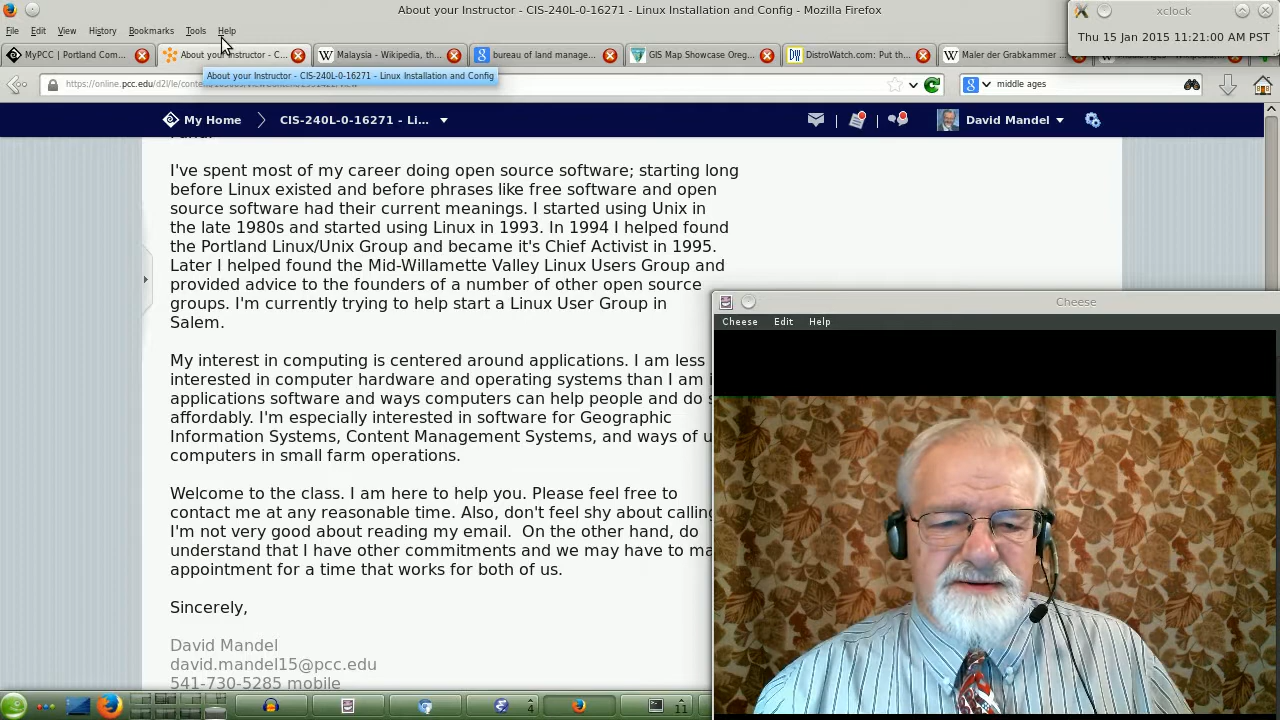 About your Instructor - CIS-240L-0-16271 - Linux Installation and Config - Mozilla Firefox
xclock
Thu 15 Jan 2015 11:21:00 AM PST
File Edit View History Bookmarks Tools Help
MyPCC | Portland Com...
About your Instructor - C...
Malaysia - Wikipedia, th...
bureau of land manage...
GIS Map Showcase Oreg...
DistroWatch.com: Put th...
Maler der Grabkammer
About your Instructor - CIS-240L-0-16271 - Linux Installation and Config
https://online.pcc.edu/d2l/le/conte
middle ages
My Home
CIS-240L-0-16271 - Li...
David Mandel
I've spent most of my career doing open source software; starting long
before Linux existed and before phrases like free software and open
source software had their current meanings. I started using Unix in
the late 1980s and started using Linux in 1993. In 1994 I helped found
the Portland Linux/Unix Group and became it's Chief Activist in 1995.
Later I helped found the Mid-Willamette Valley Linux Users Group and
provided advice to the founders of a number of other open source
groups. I'm currently trying to help start a Linux User Group in
Salem.
My interest in computing is centered around applications. I am less
interested in computer hardware and operating systems than I am i
applications software and ways computers can help people and do s
affordably. I'm especially interested in software for Geographic
Information Systems, Content Management Systems, and ways of u
computers in small farm operations.
Welcome to the class. I am here to help you. Please feel free to
contact me at any reasonable time. Also, don't feel shy about calling
I'm not very good about reading my email. On the other hand, do
understand that I have other commitments and we may have to ma
appointment for a time that works for both of us.
Sincerely,
David Mandel
david.mandel15@pcc.edu
541-730-5285 mobile
Cheese
Cheese Edit Help
4
11